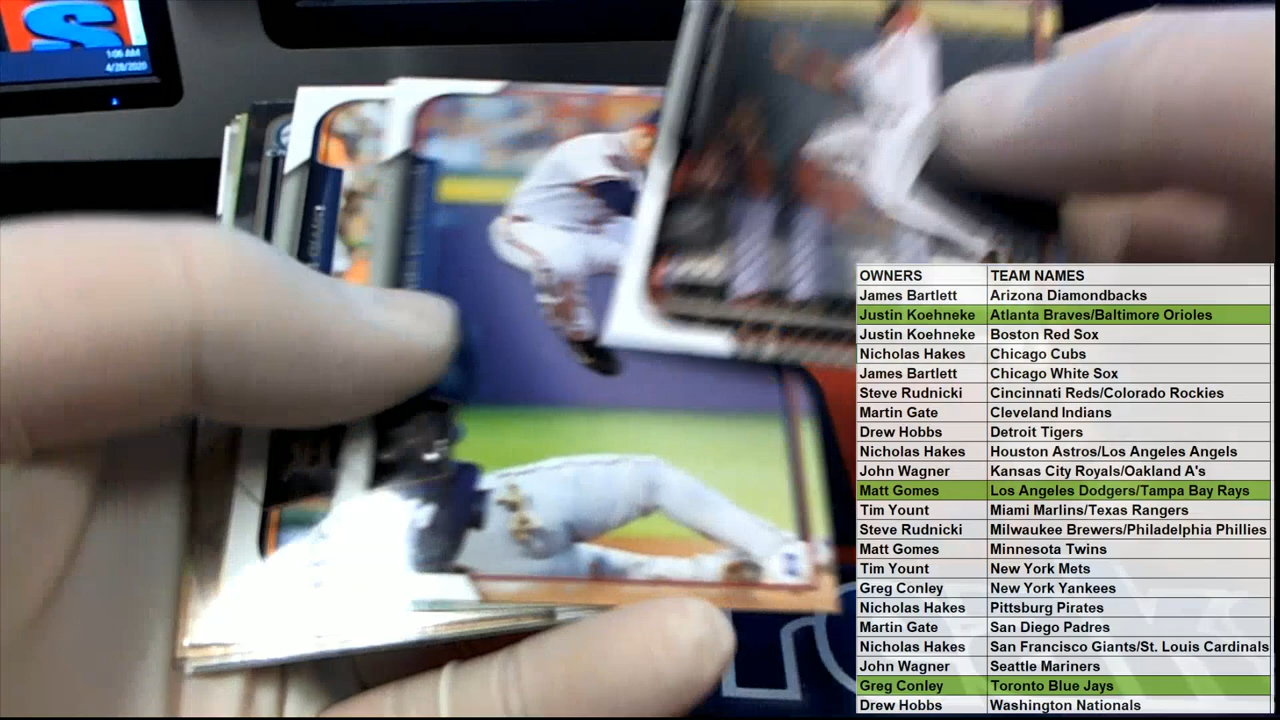 S
1:06 AM
4/28/2020
OWNERS TEAM NAMES
James Bartlett Arizona Diamondbacks
Justin Koehneke Atlanta Braves/Baltimore Orioles
Justin Koehneke Boston Red Sox
Nicholas Hakes Chicago Cubs
James Bartlett Chicago White Sox
Steve Rudnicki Cincinnati Reds/Colorado Rockies
Martin Gate Cleveland Indians
Drew Hobbs Detroit Tigers
Nicholas Hakes Houston Astros/Los Angeles Angels
John Wagner Kansas City Royals/Oakland A's
Matt Gomes Los Angeles Dodgers/Tampa Bay Rays
Tim Yount Miami Marlins/Texas Rangers
Steve Rudnicki Milwaukee Brewers/Philadelphia Phillies
Matt Gomes Minnesota Twins
Tim Yount New York Mets
Greg Conley New York Yankees
Nicholas Hakes Pittsburg Pirates
Martin Gate San Diego Padres
Nicholas Hakes San Francisco Giants/St. Louis Cardinals
John Wagner Seattle Mariners
Greg Conley Toronto Blue Jays
Drew Hobbs Washington Nationals